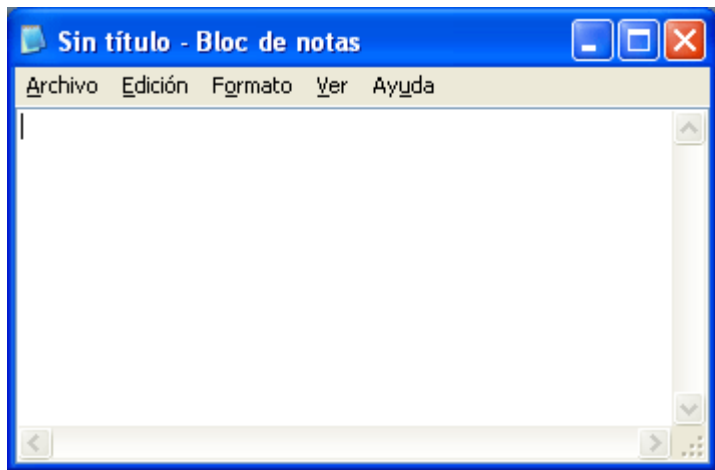 Sin título - Bloc de notas
Archivo Edición Formato Ver Ayuda